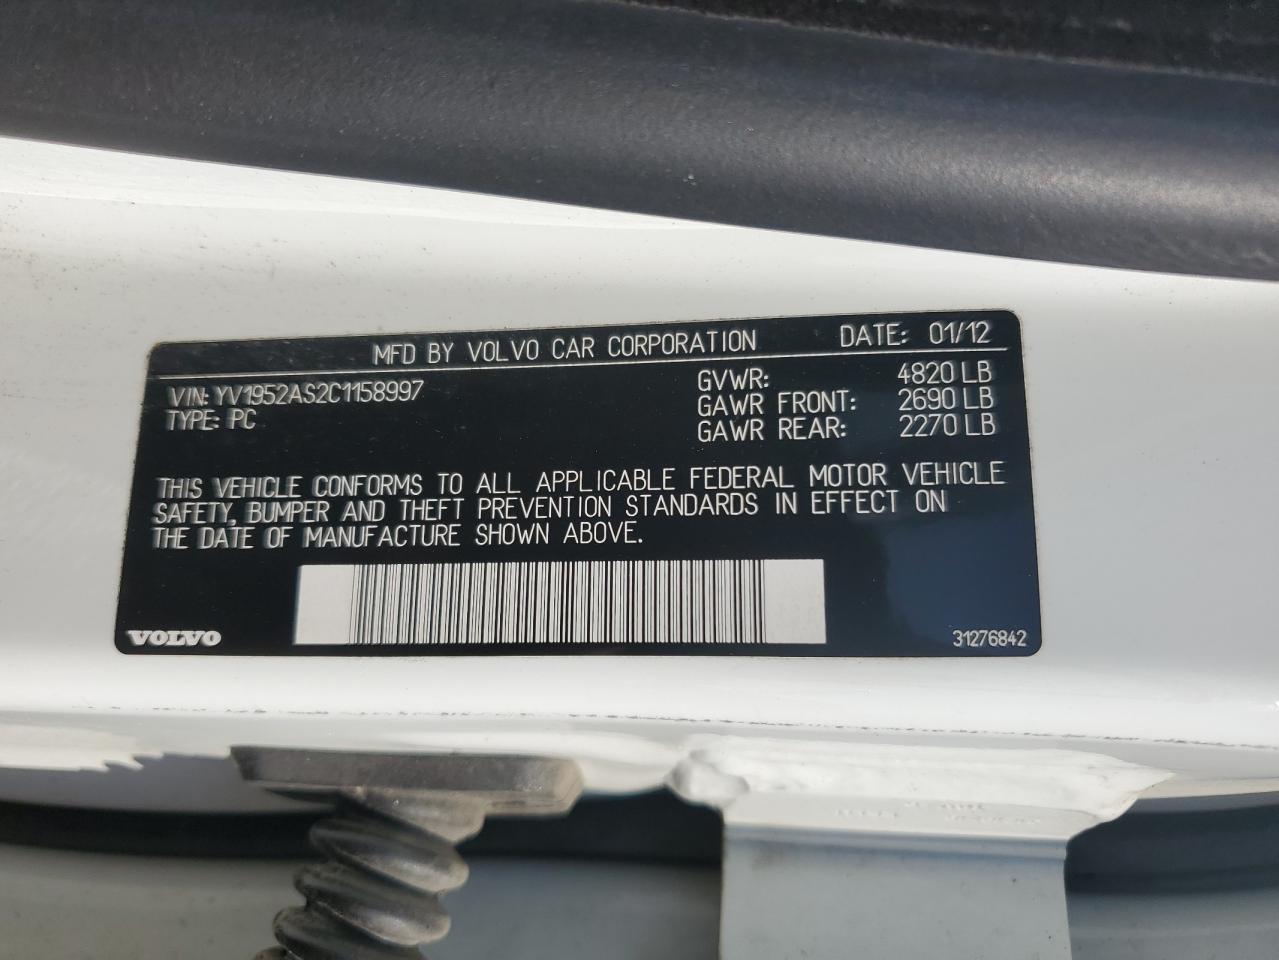 MFD BY VOLVO CAR CORPORATION DATE: 01/12
VIN: YV1952AS2C1158997 GVWR: 4820 LB
TYPE: PC GAWR FRONT: 2690 LB
GAWR REAR: 2270 LB
THIS VEHICLE CONFORMS TO ALL APPLICABLE FEDERAL MOTOR VEHICLE
SAFETY, BUMPER AND THEFT PREVENTION STANDARDS IN EFFECT ON
THE DATE OF MANUFACTURE SHOWN ABOVE.
VOLVO 31276842